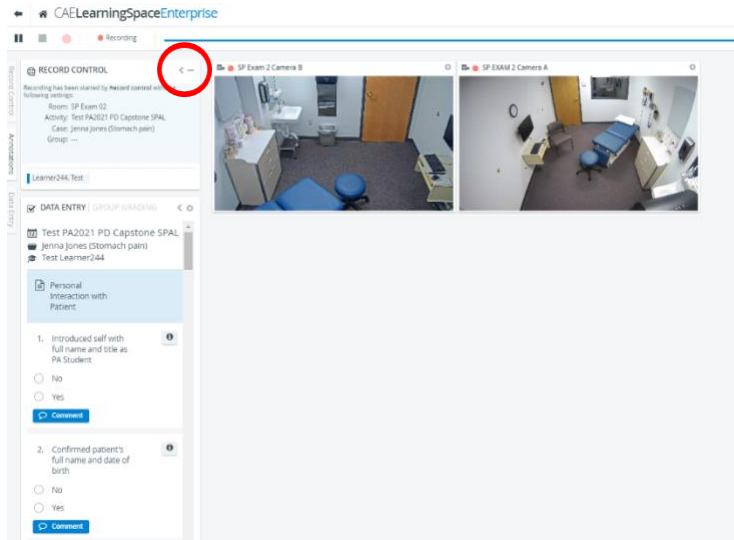 CAELearningSpaceEnterprise
Recording
RECORD CONTROL
Recording has been started by Record control with
following settings:
Room: SP Exam 02
Activity: Test PA2021 PD Capstone SPAL
Case: Jenna Jones (Stomach pain)
Group: ---
Learner244, Test
Record Control
Annotations
Data Entry
DATA ENTRY | GROUP GRADING
Test PA2021 PD Capstone SPAL
Jenna Jones (Stomach pain)
Test Learner244
Personal
Interaction with
Patient
1. Introduced self with
full name and title as
PA Student
No
Yes
Comment
2. Confirmed patient's
full name and date of
birth
No
Yes
Comment
SP Exam 2 Camera B
SP EXAM 2 Camera A